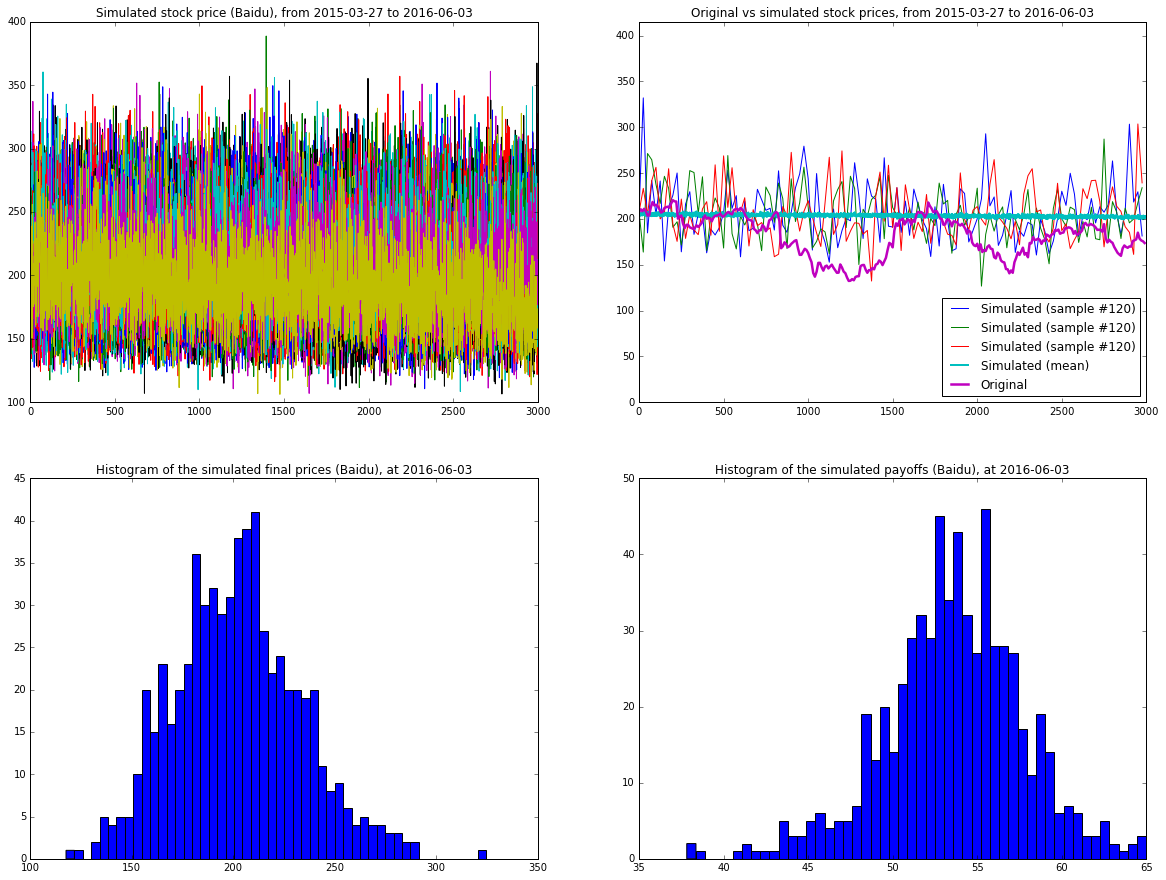 Simulated stock price (Baidu), from 2015-03-27 to 2016-06-03
400
350
300
250
200
150
100
0 500 1000 1500 2000 2500 3000
Original vs simulated stock prices, from 2015-03-27 to 2016-06-03
400
350
300
250
200
150
100
50
0
0 500 1000 1500 2000 2500 3000
Simulated (sample #120)
Simulated (sample #120)
Simulated (sample #120)
Simulated (mean)
Original
Histogram of the simulated final prices (Baidu), at 2016-06-03
45
40
35
30
25
20
15
10
5
0
100 150 200 250 300 350
Histogram of the simulated payoffs (Baidu), at 2016-06-03
50
40
30
20
10
0
35 40 45 50 55 60 65